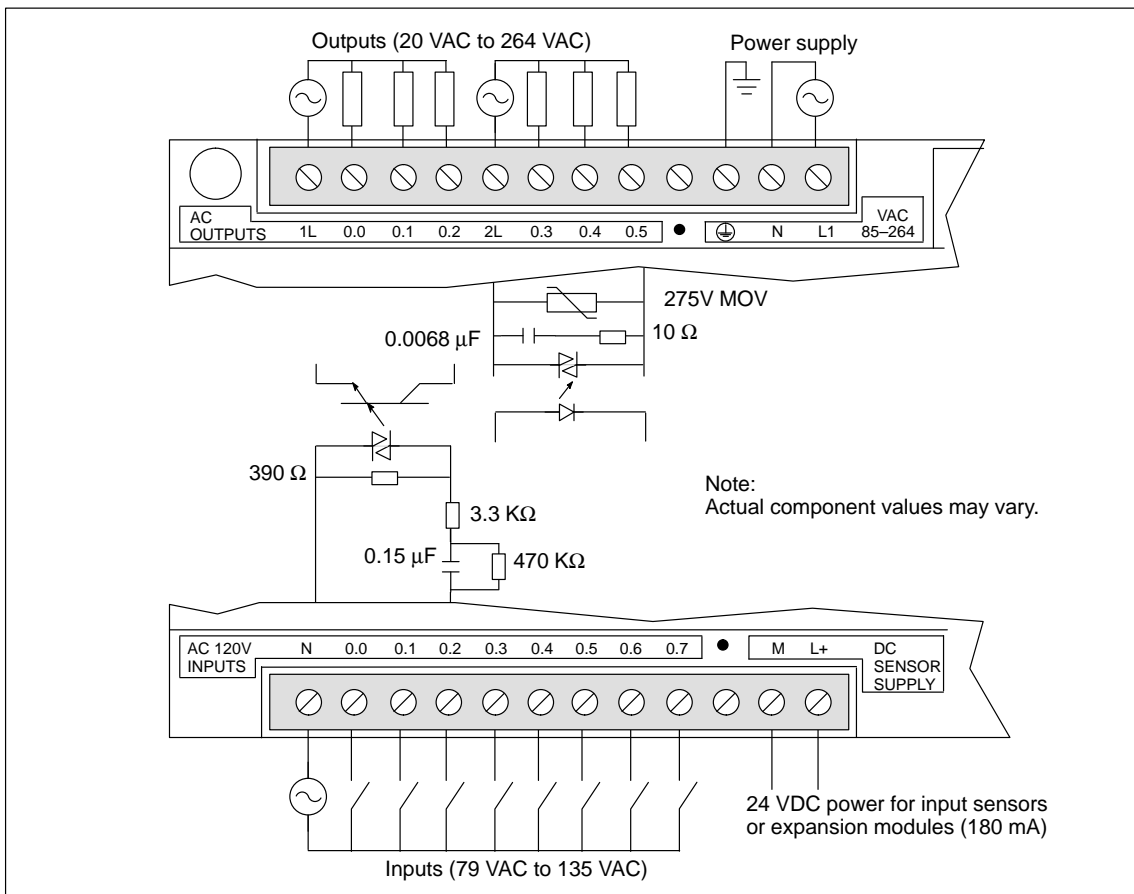 Outputs (20 VAC to 264 VAC)
Power supply
AC
OUTPUTS
1L 0.0 0.1 0.2 2L 0.3 0.4 0.5 N L1
VAC
85–264
275V MOV
0.0068 μF
10 Ω
390 Ω
3.3 KΩ
0.15 μF
470 KΩ
Note:
Actual component values may vary.
AC 120V
INPUTS
N 0.0 0.1 0.2 0.3 0.4 0.5 0.6 0.7 M L+
DC
SENSOR
SUPPLY
24 VDC power for input sensors
or expansion modules (180 mA)
Inputs (79 VAC to 135 VAC)